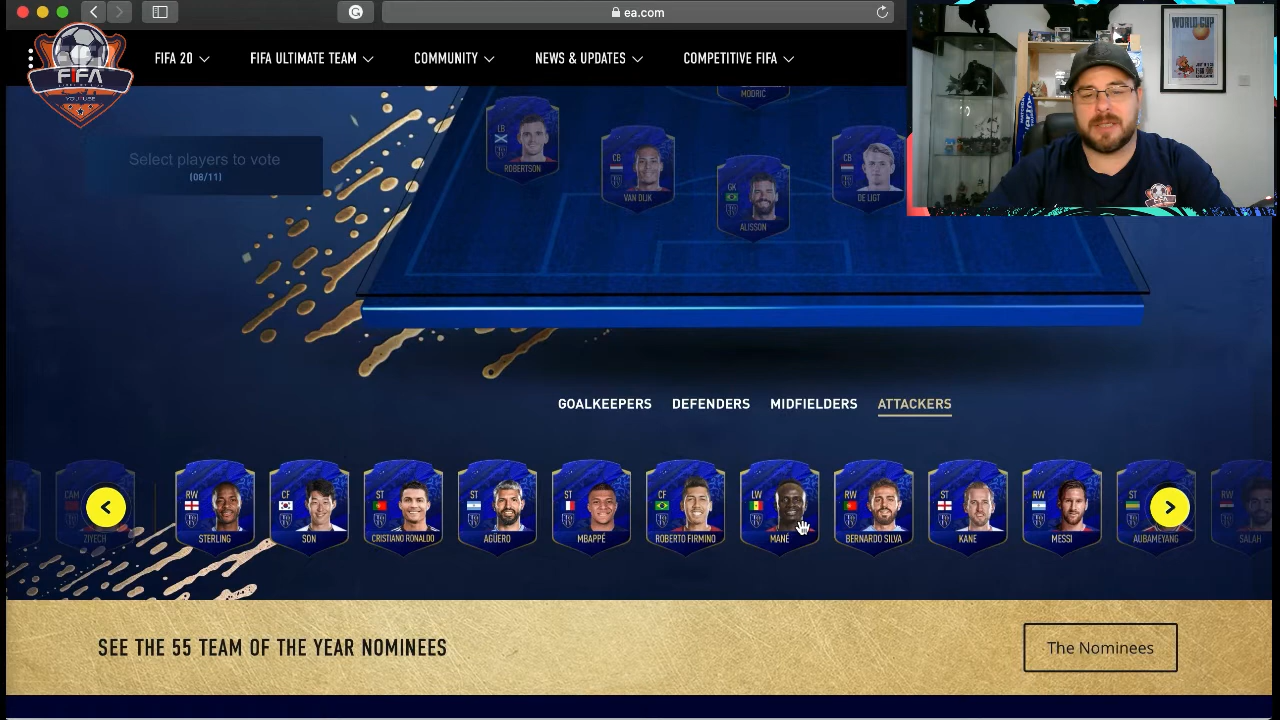 ea.com
FIFA 20
FIFA ULTIMATE TEAM
COMMUNITY
NEWS & UPDATES
COMPETITIVE FIFA
FIFA
YOUTUBE
WORLD CUP
MODRIĆ
CB
ROBERTSON
CB
VAN DIJK
GK
ALISSON
CB
DE LIGT
Select players to vote
(08/11)
GOALKEEPERS
DEFENDERS
MIDFIELDERS
ATTACKERS
CAM
ZIYECH
RW
STERLING
CF
SON
ST
CRISTIANO RONALDO
ST
AGÜERO
ST
MBAPPÉ
CF
ROBERTO FIRMINO
LW
MANÉ
RW
BERNARDO SILVA
ST
KANE
RW
MESSI
ST
AUBAMEYANG
RW
SALAH
SEE THE 55 TEAM OF THE YEAR NOMINEES
The Nominees